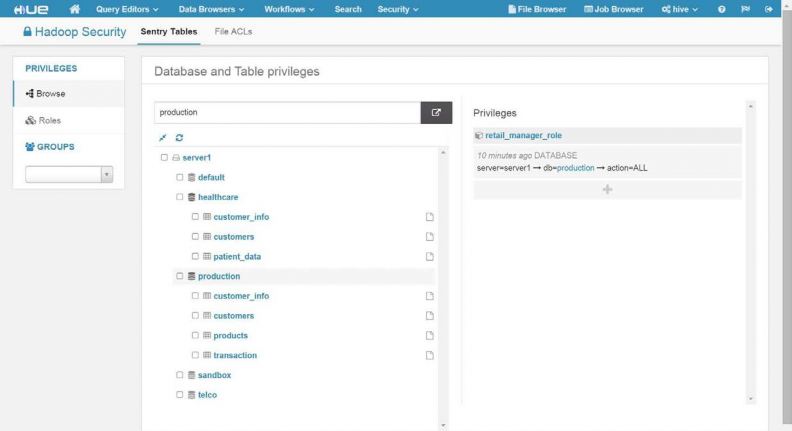 HUE Query Editors Data Browsers Workflows Search Security File Browser Job Browser hive
Hadoop Security Sentry Tables File ACLs
PRIVILEGES
Browse
Roles
GROUPS
Database and Table privileges
production
server1
default
healthcare
customer_info
customers
patient_data
production
customer_info
customers
products
transaction
sandbox
telco
Privileges
retail_manager_role
10 minutes ago DATABASE
server=server1 → db=production → action=ALL